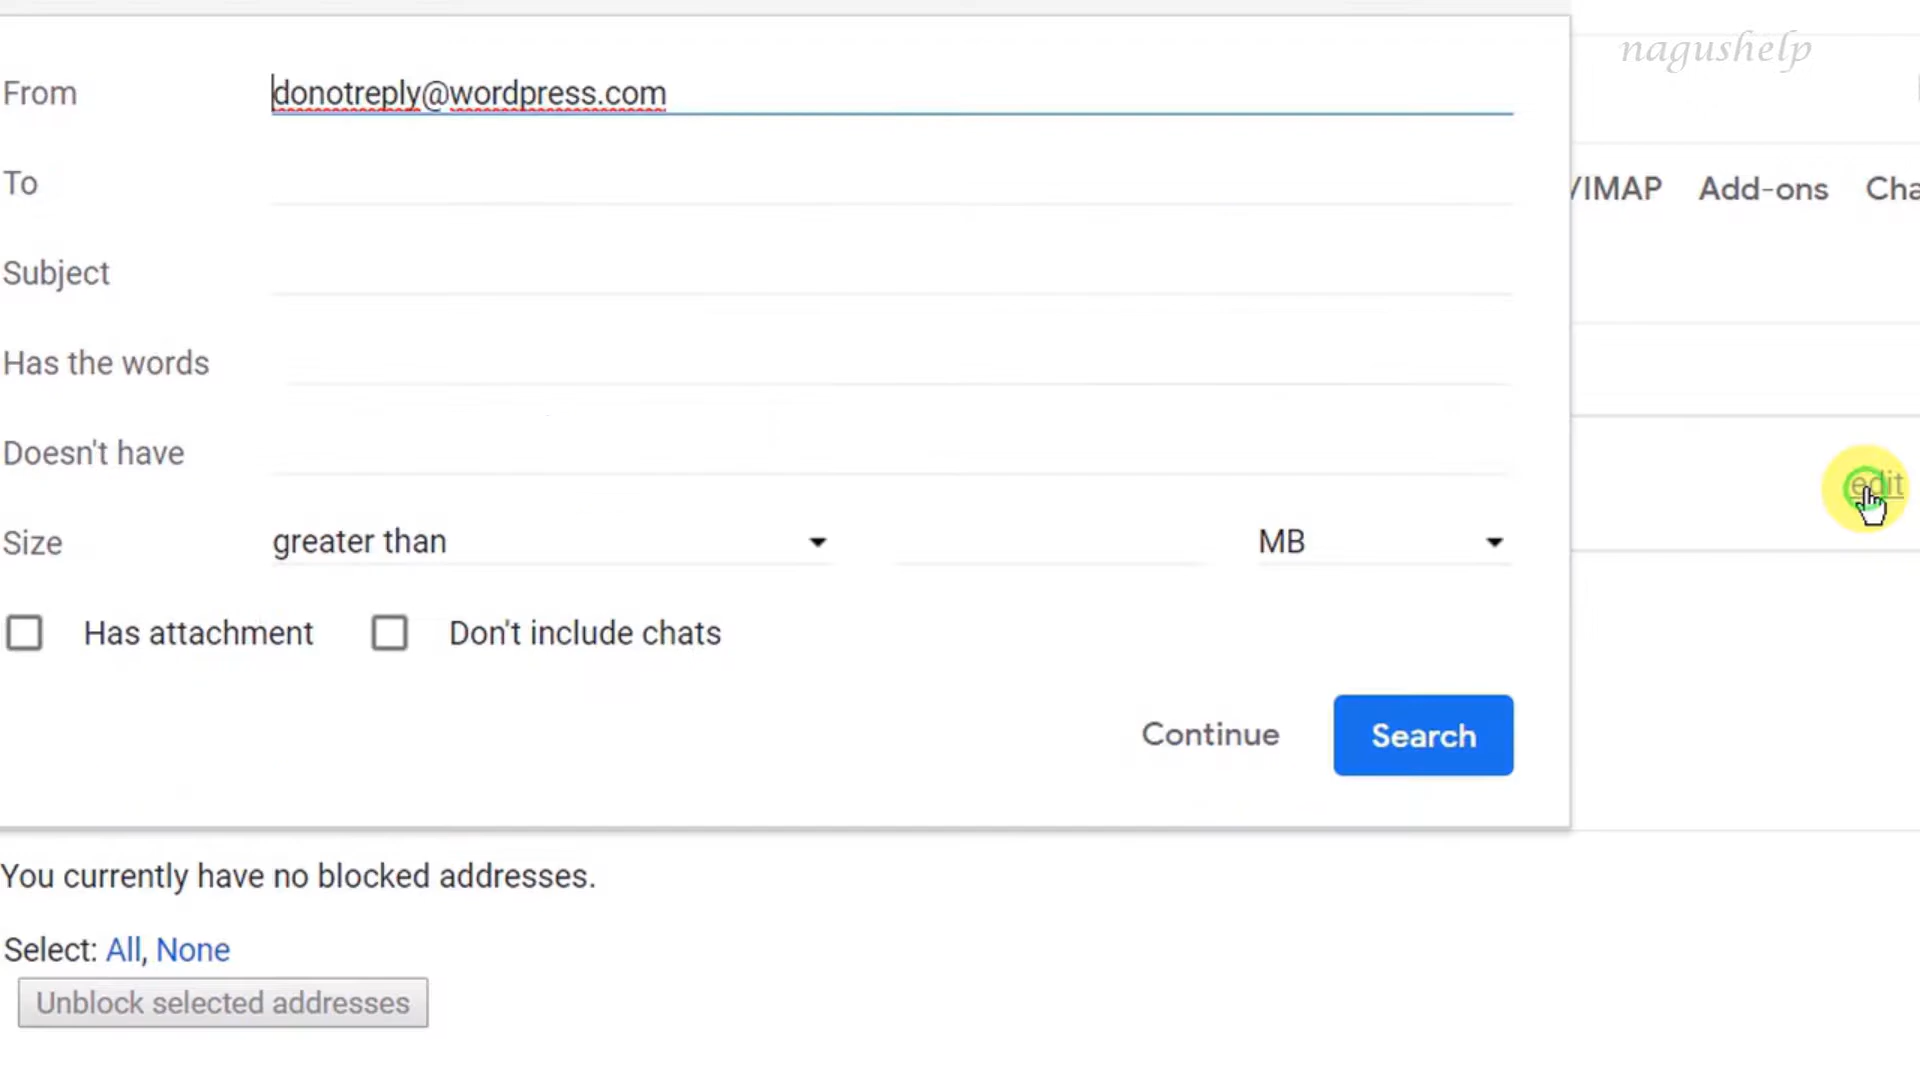 nagushelp
From donotreply@wordpress.com
To
/IMAP Add-ons Cha
Subject
Has the words
Doesn't have
edit
Size greater than MB
Has attachment Don't include chats
Continue Search
You currently have no blocked addresses.
Select: All, None
Unblock selected addresses